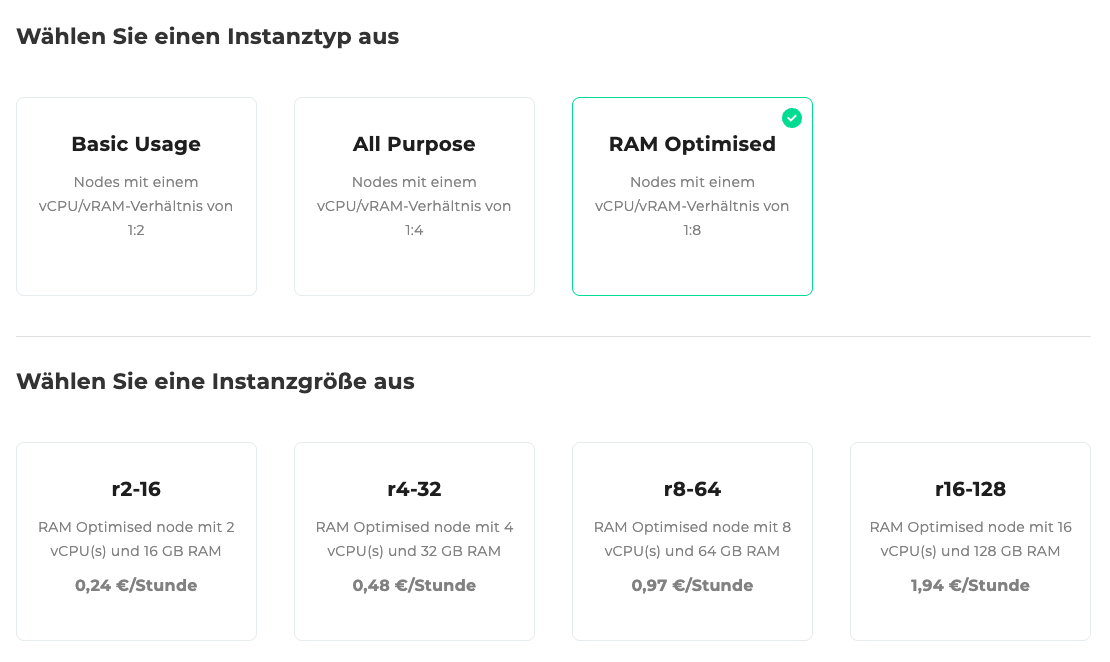 Wählen Sie einen Instanztyp aus
Basic Usage
Nodes mit einem
vCPU/vRAM-Verhältnis von
1:2
All Purpose
Nodes mit einem
vCPU/vRAM-Verhältnis von
1:4
RAM Optimised
Nodes mit einem
vCPU/vRAM-Verhältnis von
1:8
Wählen Sie eine Instanzgröße aus
r2-16
RAM Optimised node mit 2
vCPU(s) und 16 GB RAM
0,24 €/Stunde
r4-32
RAM Optimised node mit 4
vCPU(s) und 32 GB RAM
0,48 €/Stunde
r8-64
RAM Optimised node mit 8
vCPU(s) und 64 GB RAM
0,97 €/Stunde
r16-128
RAM Optimised node mit 16
vCPU(s) und 128 GB RAM
1,94 €/Stunde